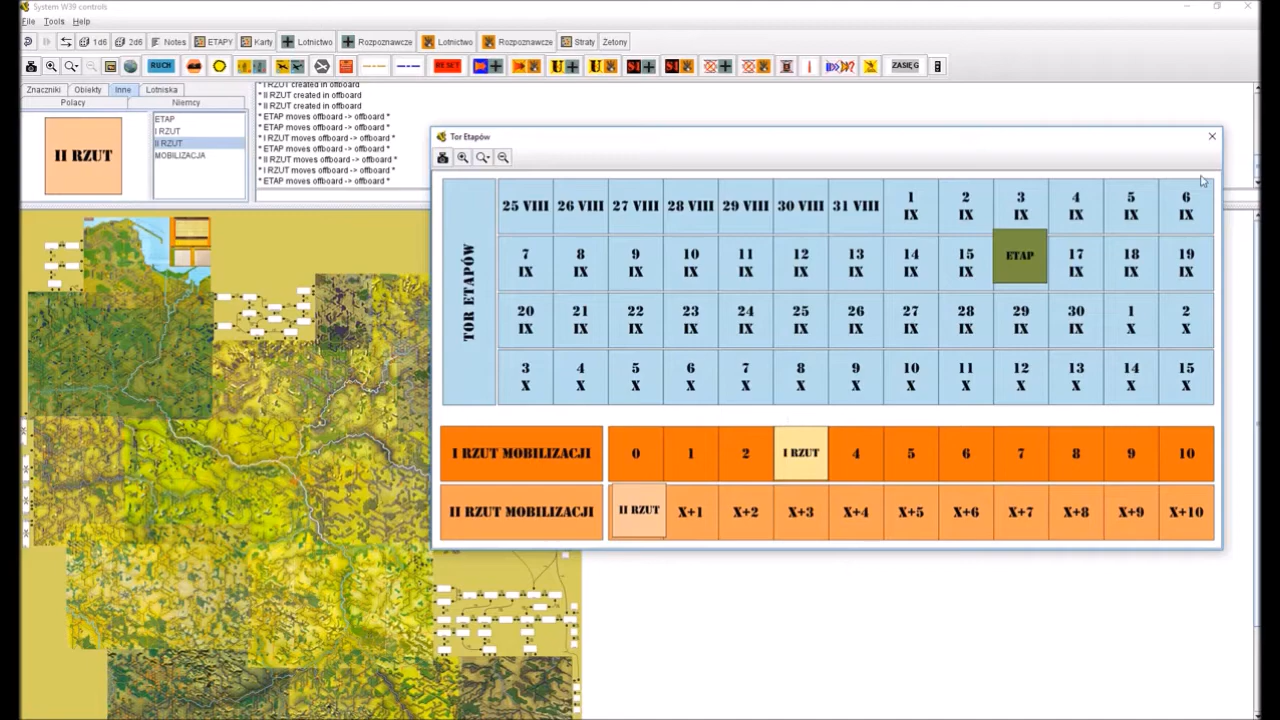 System W39 controls
File Tools Help
1d6 2d6 Notes ETAPY Karty Lotnictwo Rozpoznawcze Lotnictwo Rozpoznawcze Straty Żetony
RUCH RESET U U SI SI ZASIĘG
Znaczniki Obiekty Inne Lotniska
Polacy Niemcy
II RZUT
ETAP
I RZUT
II RZUT
MOBILIZACJA
* I RZUT created in offboard
* II RZUT created in offboard
* II RZUT created in offboard
* ETAP moves offboard -> offboard *
* ETAP moves offboard -> offboard *
* I RZUT moves offboard -> offboard *
* ETAP moves offboard -> offboard *
* II RZUT moves offboard -> offboard *
* I RZUT moves offboard -> offboard *
* ETAP moves offboard -> offboard *
Tor Etapów
TOR ETAPÓW
25 VIII 26 VIII 27 VIII 28 VIII 29 VIII 30 VIII 31 VIII 1 IX 2 IX 3 IX 4 IX 5 IX 6 IX
7 IX 8 IX 9 IX 10 IX 11 IX 12 IX 13 IX 14 IX 15 IX ETAP 17 IX 18 IX 19 IX
20 IX 21 IX 22 IX 23 IX 24 IX 25 IX 26 IX 27 IX 28 IX 29 IX 30 IX 1 X 2 X
3 X 4 X 5 X 6 X 7 X 8 X 9 X 10 X 11 X 12 X 13 X 14 X 15 X
I RZUT MOBILIZACJI 0 1 2 I RZUT 4 5 6 7 8 9 10
II RZUT MOBILIZACJI II RZUT X+1 X+2 X+3 X+4 X+5 X+6 X+7 X+8 X+9 X+10